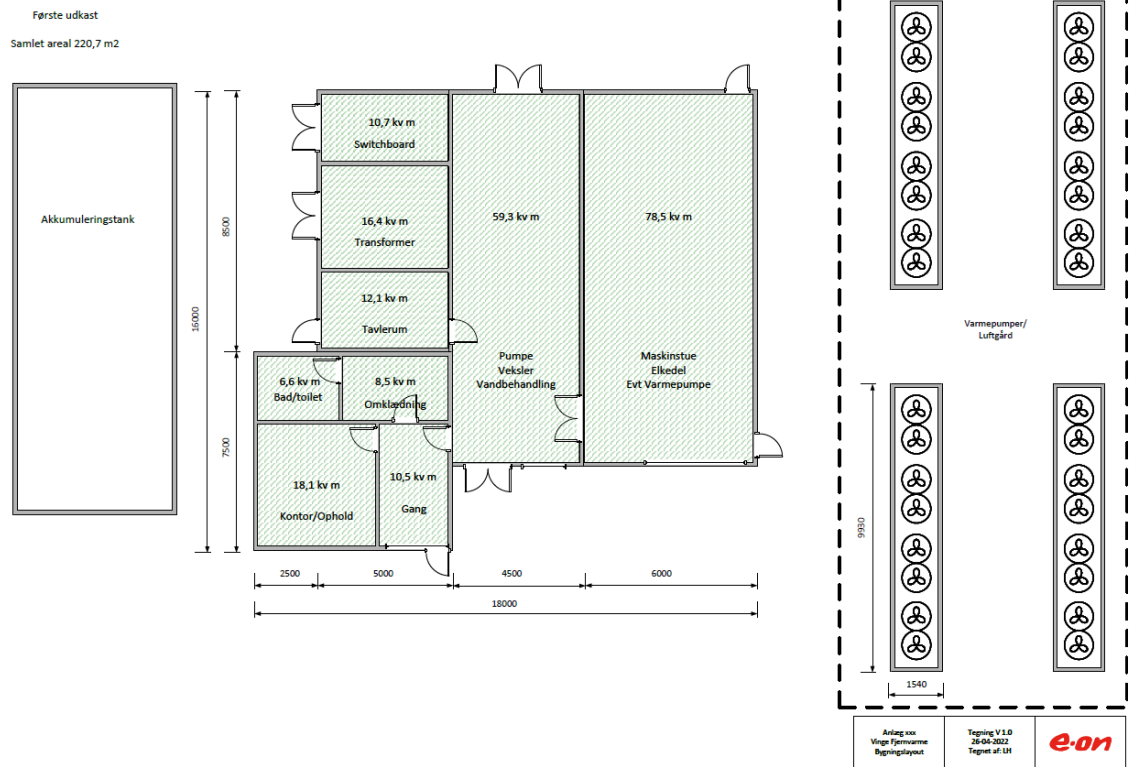 Første udkast
Samlet areal 220,7 m2
Akkumuleringstank
16000
8500
7500
10,7 kv m
Switchboard
16,4 kv m
Transformer
12,1 kv m
Tavlerum
6,6 kv m
Bad/toilet
8,5 kv m
Omklædning
18,1 kv m
Kontor/Ophold
10,5 kv m
Gang
59,3 kv m
Pumpe
Veksler
Vandbehandling
78,5 kv m
Maskinstue
Elkedel
Evt Varmepumpe
2500
5000
4500
6000
18000
Varmepumper/
Luftgård
9930
1540
Anlæg xxx
Vinge Fjernvarme
Bygningslayout
Tegning V 1.0
26-04-2022
Tegnet af: LH
e·on